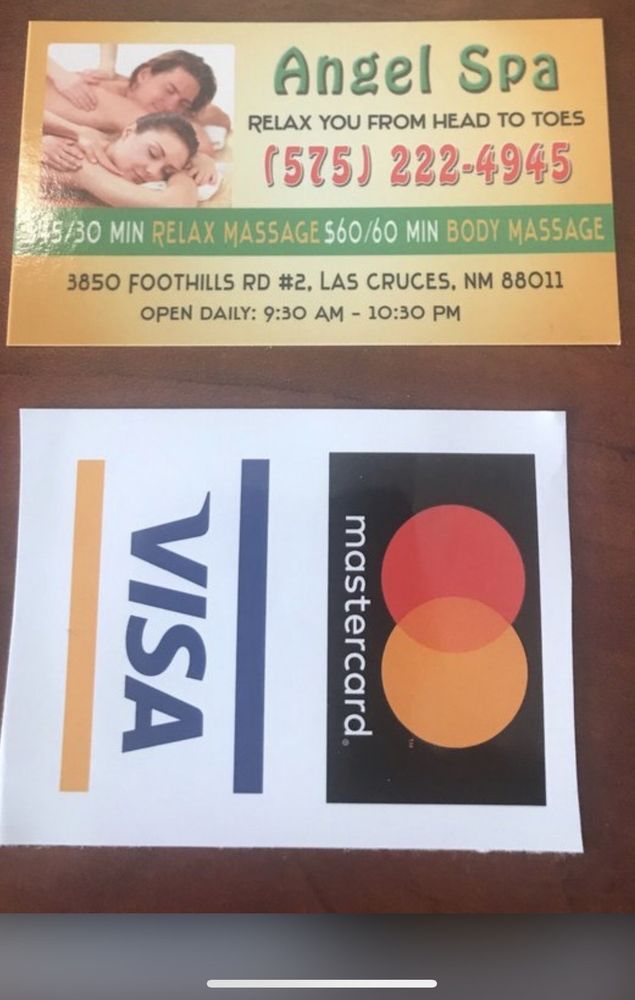 Angel Spa
RELAX YOU FROM HEAD TO TOES
(575) 222-4945
/30 MIN RELAX MASSAGE $60/60 MIN BODY MASSAGE
3850 FOOTHILLS RD #2, LAS CRUCES, NM 88011
OPEN DAILY: 9:30 AM - 10:30 PM
VISA
mastercard®
™